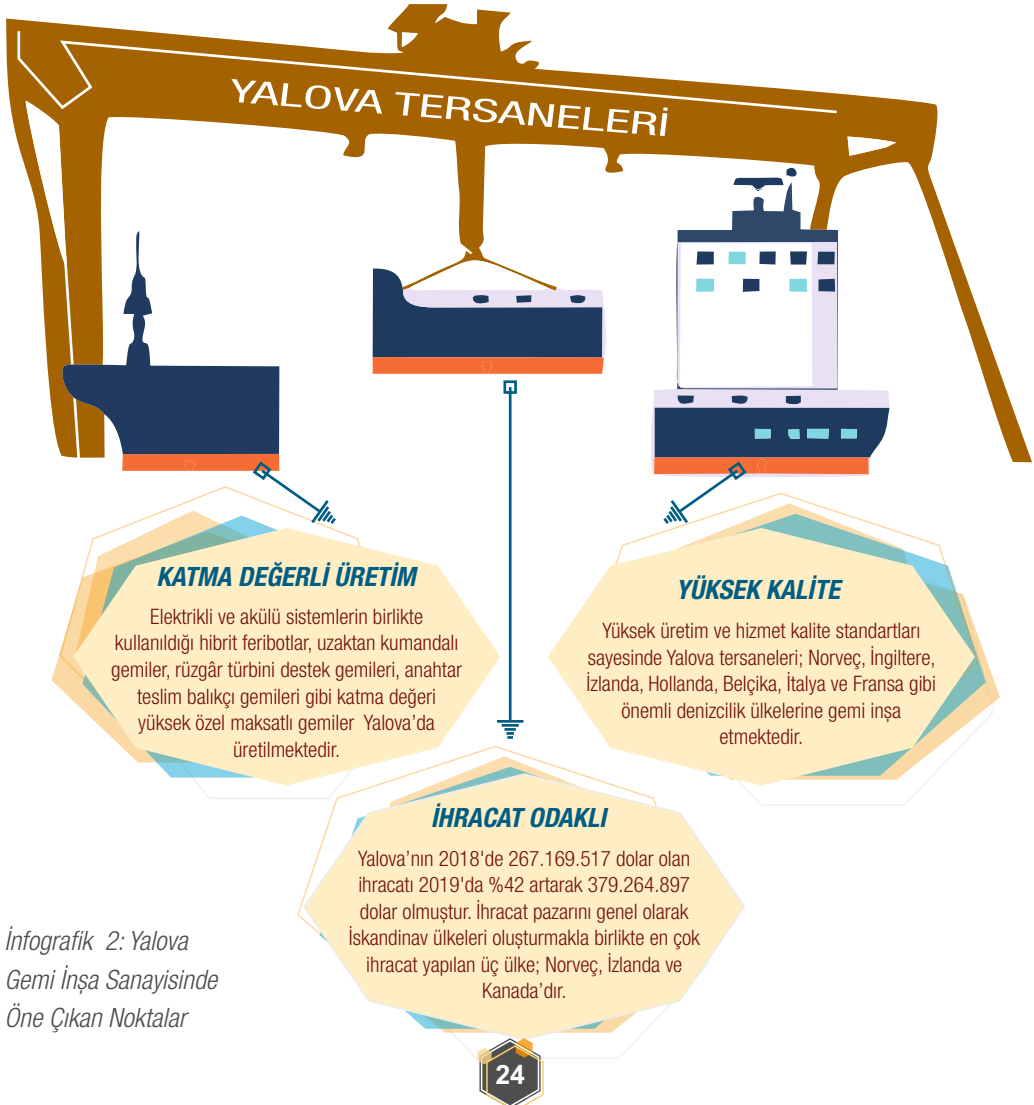 YALOVA TERSANELERİ
KATMA DEĞERLİ ÜRETİM
Elektrikli ve akülü sistemlerin birlikte
kullanıldığı hibrit feribotlar, uzaktan kumandalı
gemiler, rüzgâr türbini destek gemileri, anahtar
teslim balıkçı gemileri gibi katma değeri
yüksek özel maksatlı gemiler Yalova’da
üretilmektedir.
YÜKSEK KALİTE
Yüksek üretim ve hizmet kalite standartları
sayesinde Yalova tersaneleri; Norveç, İngiltere,
İzlanda, Hollanda, Belçika, İtalya ve Fransa gibi
önemli denizcilik ülkelerine gemi inşa
etmektedir.
İHRACAT ODAKLI
Yalova’nın 2018'de 267.169.517 dolar olan
ihracatı 2019'da %42 artarak 379.264.897
dolar olmuştur. İhracat pazarını genel olarak
İskandinav ülkeleri oluşturmakla birlikte en çok
ihracat yapılan üç ülke; Norveç, İzlanda ve
Kanada’dır.
İnfografik 2: Yalova
Gemi İnşa Sanayisinde
Öne Çıkan Noktalar
24